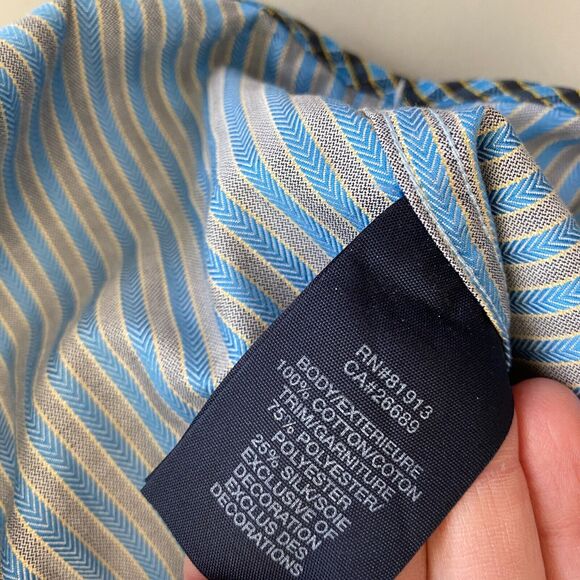 RN#81913
CA#26689
BODY/EXTERIEURE
100% COTTON/COTON
TRIM/GARNITURE
75% POLYESTER/
POLYESTER
25% SILK/SOIE
EXCLUSIVE OF
DECORATION
EXCLUS DES
DECORATIONS